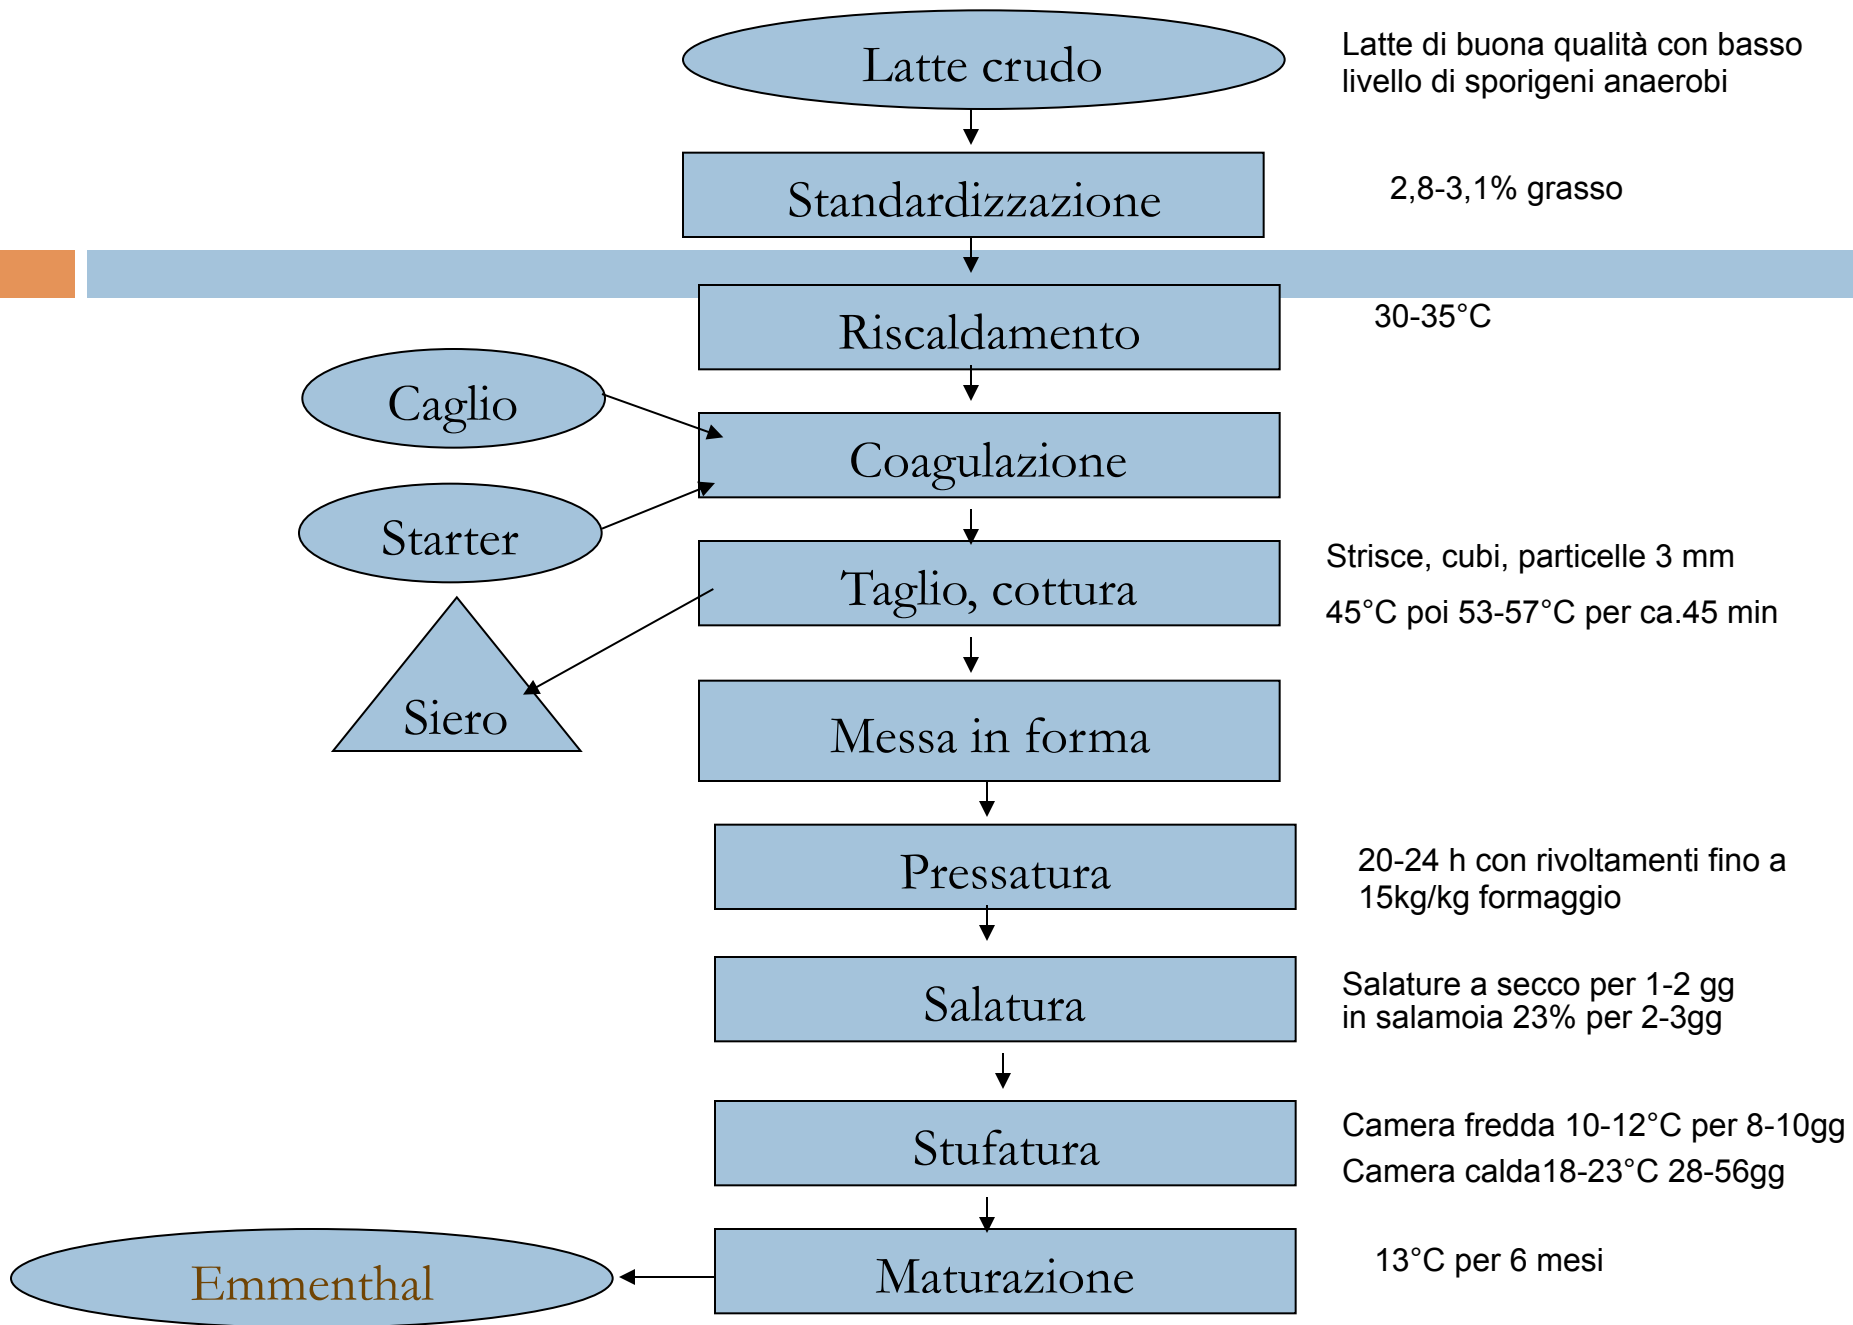 Latte crudo
Latte di buona qualità con basso
livello di sporigeni anaerobi
Standardizzazione
2,8-3,1% grasso
Riscaldamento
30-35°C
Caglio
Coagulazione
Starter
Taglio, cottura
Strisce, cubi, particelle 3 mm
45°C poi 53-57°C per ca.45 min
Siero
Messa in forma
Pressatura
20-24 h con rivoltamenti fino a
15kg/kg formaggio
Salatura
Salature a secco per 1-2 gg
in salamoia 23% per 2-3gg
Stufatura
Camera fredda 10-12°C per 8-10gg
Camera calda18-23°C 28-56gg
Maturazione
13°C per 6 mesi
Emmenthal